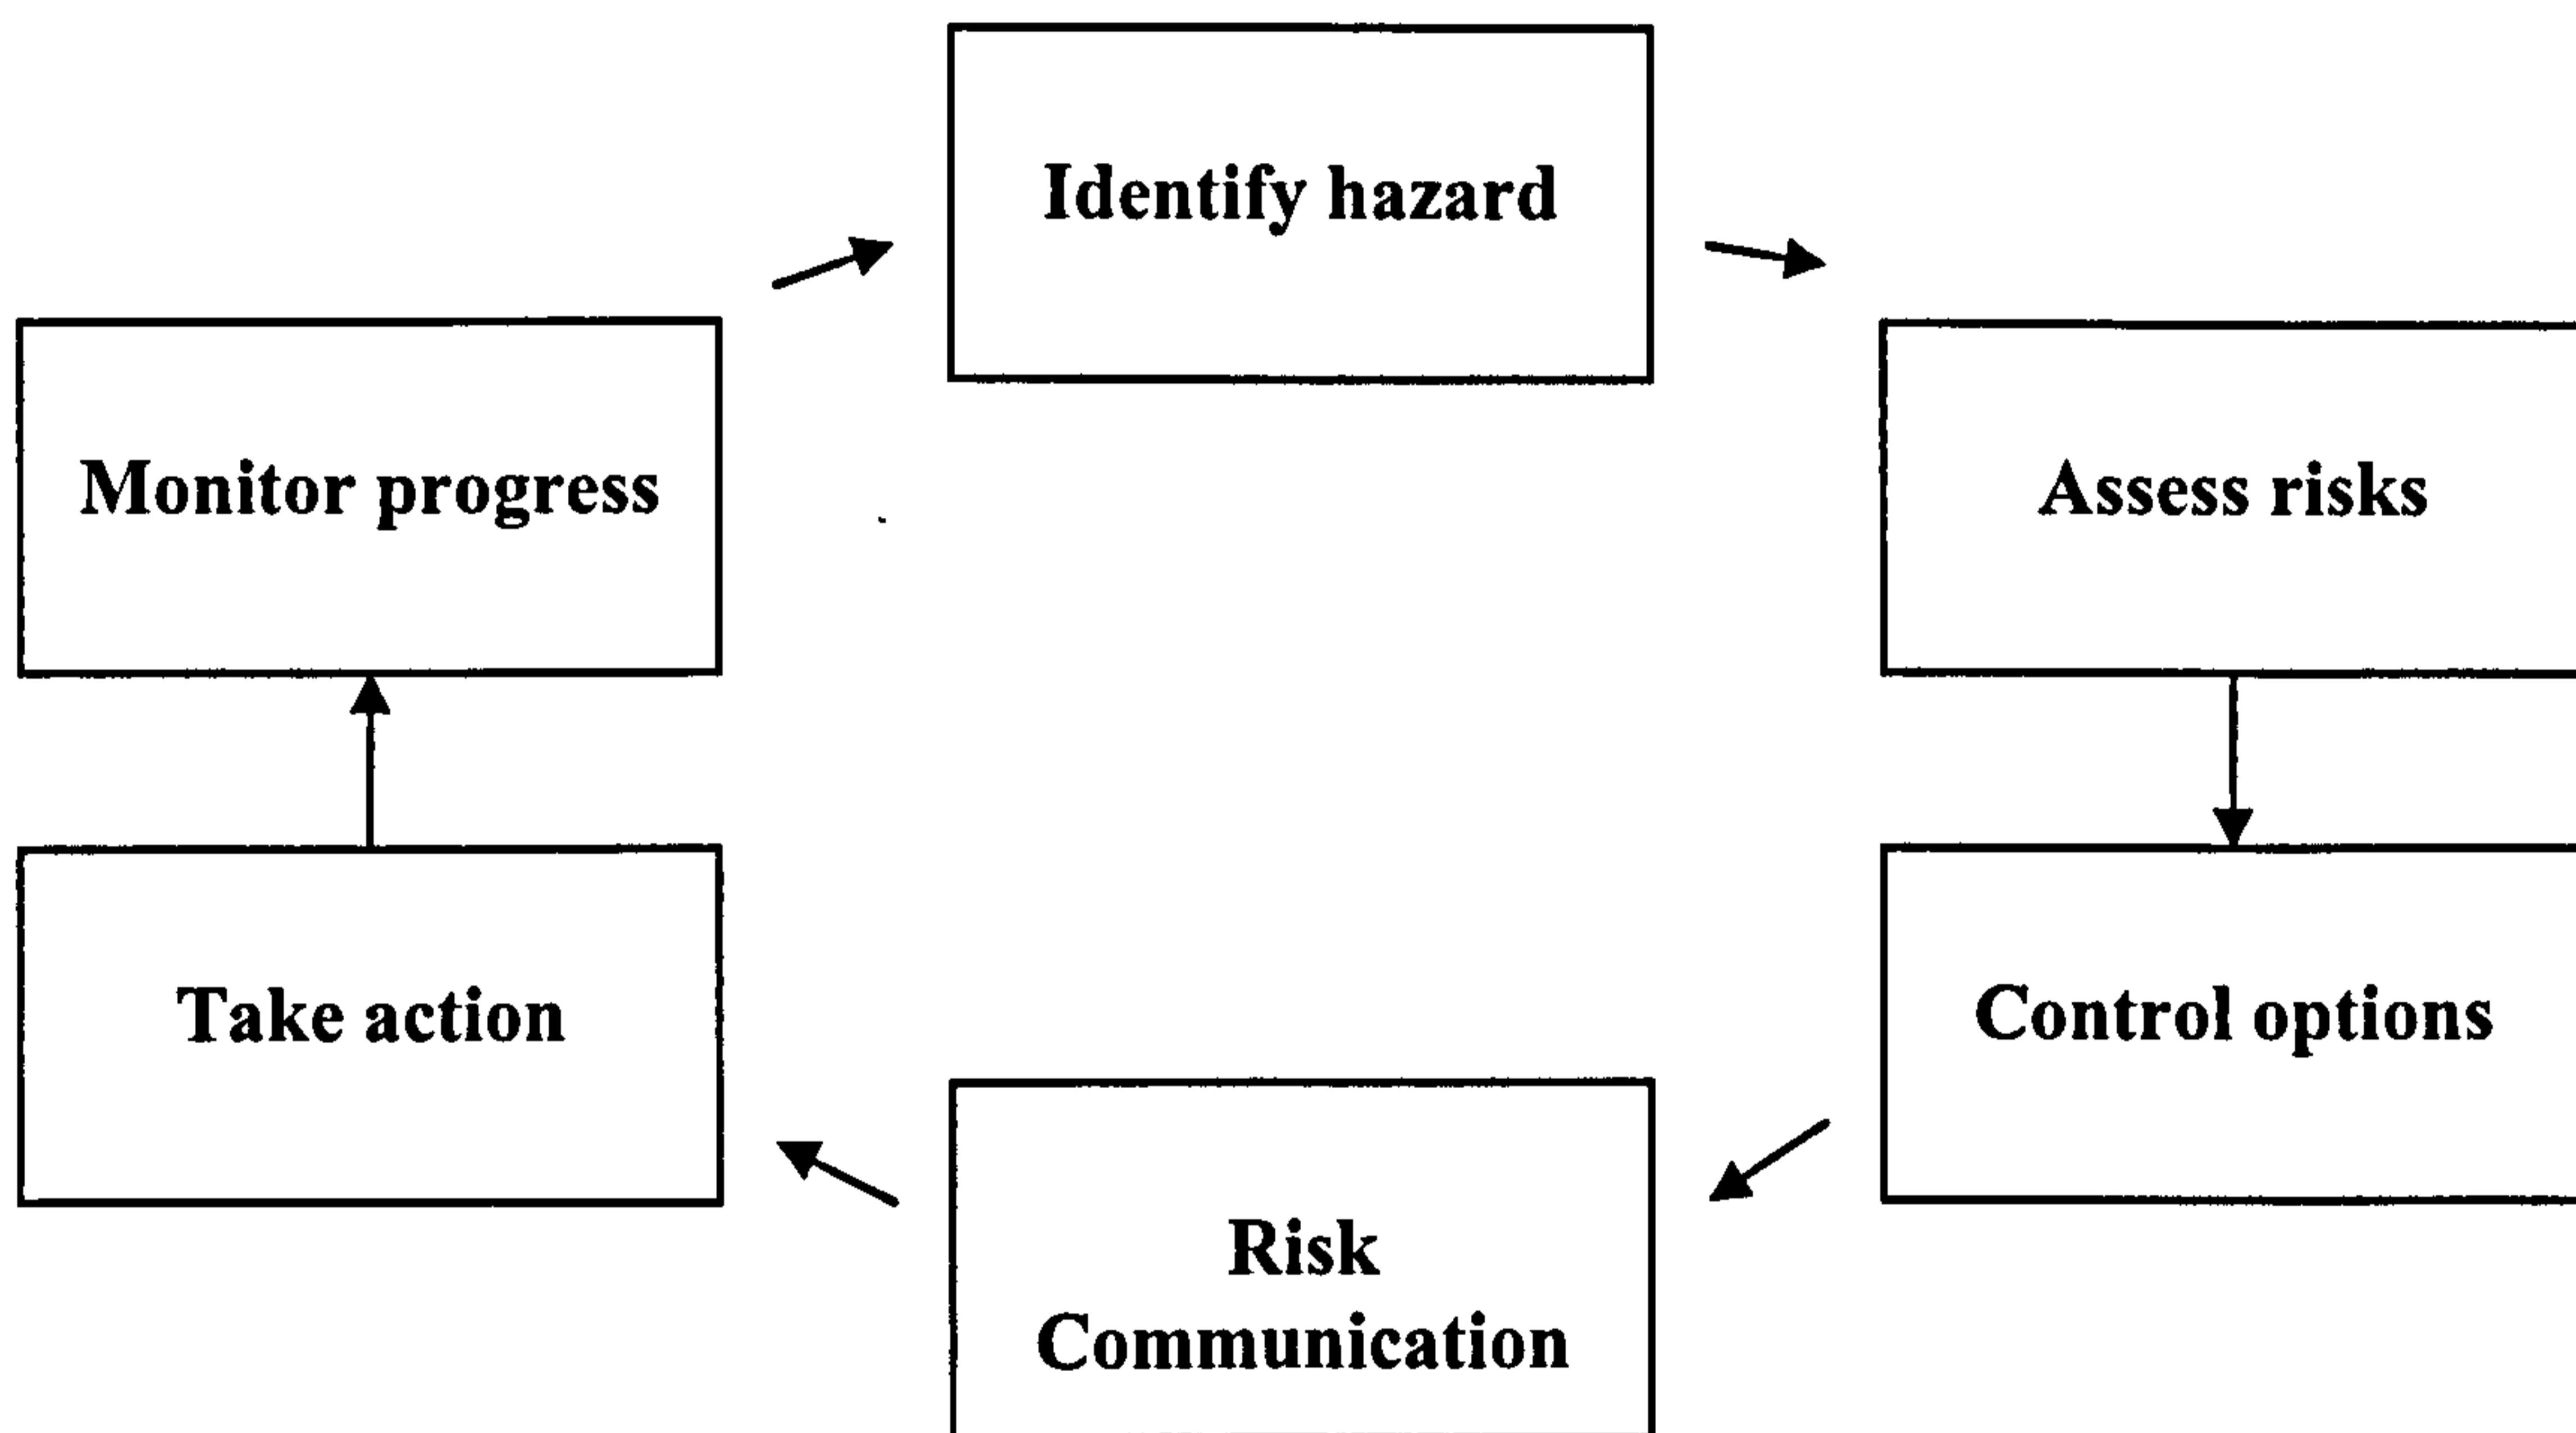 Identify hazard
Monitor progress
Assess risks
Take action
Control options
Risk
Communication